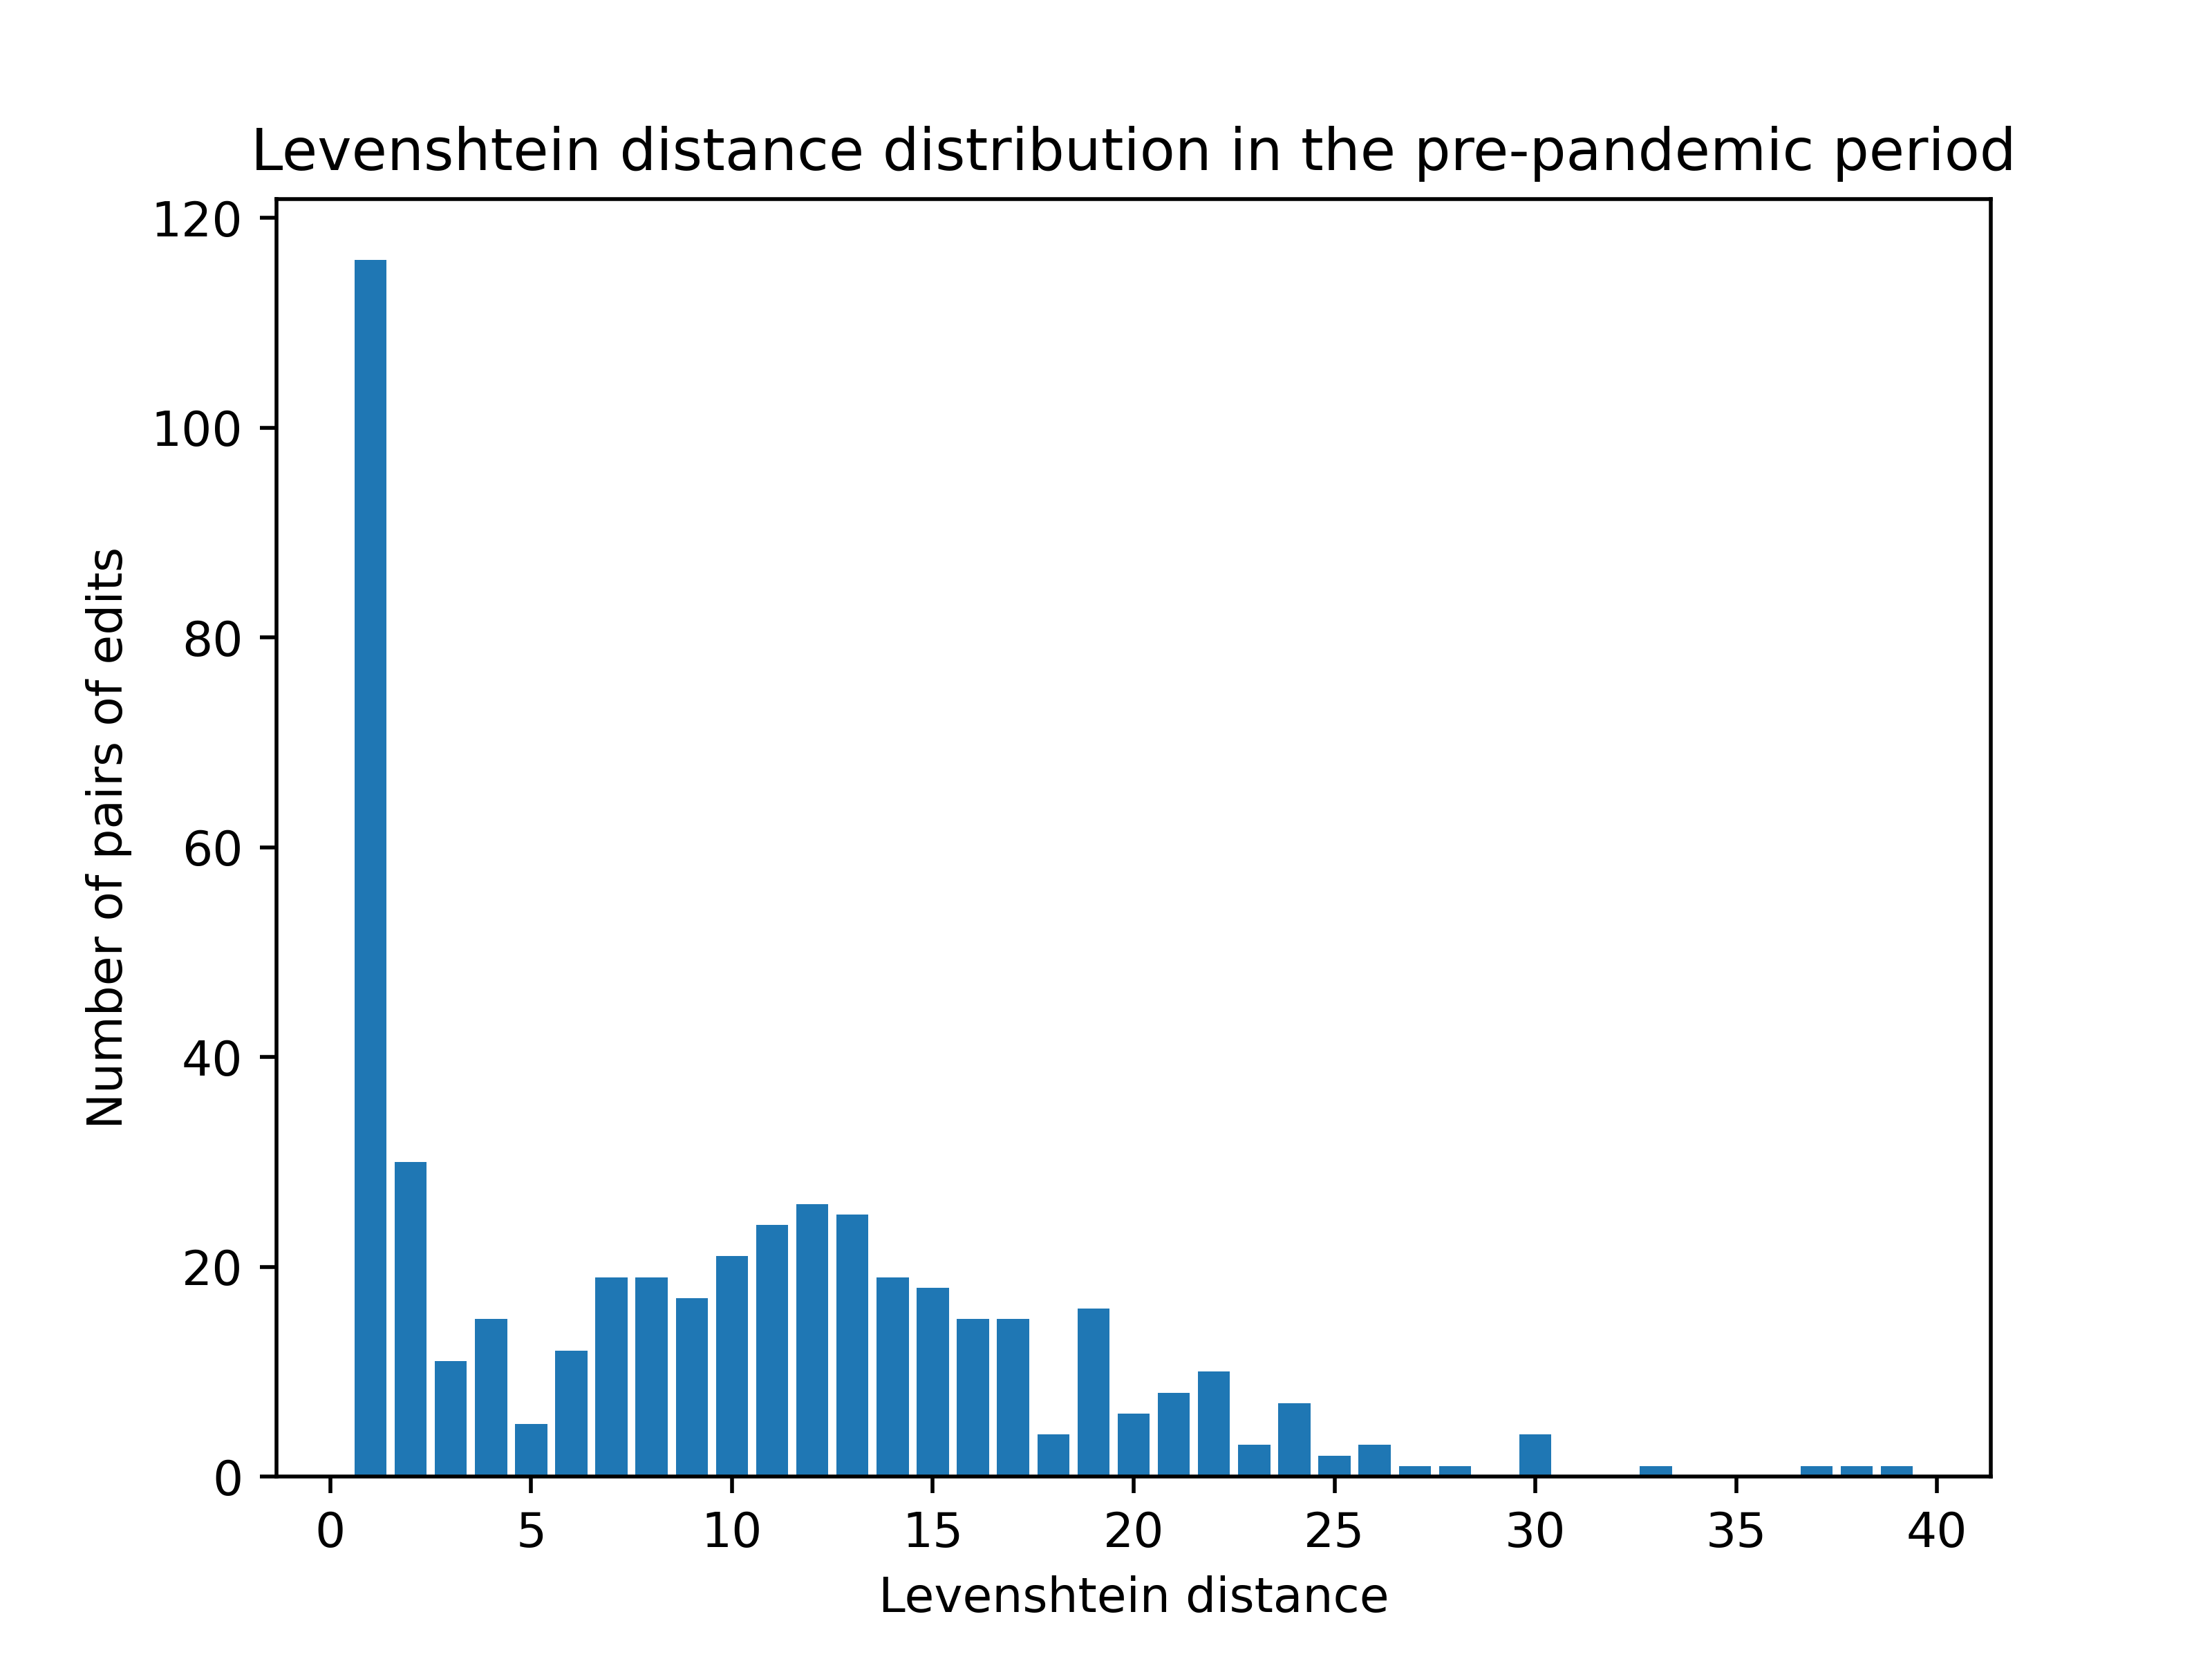 Levenshtein distance distribution in the pre-pandemic period
120
100
80
60
40
20
0
Number of pairs of edits
0 5 10 15 20 25 30 35 40
Levenshtein distance